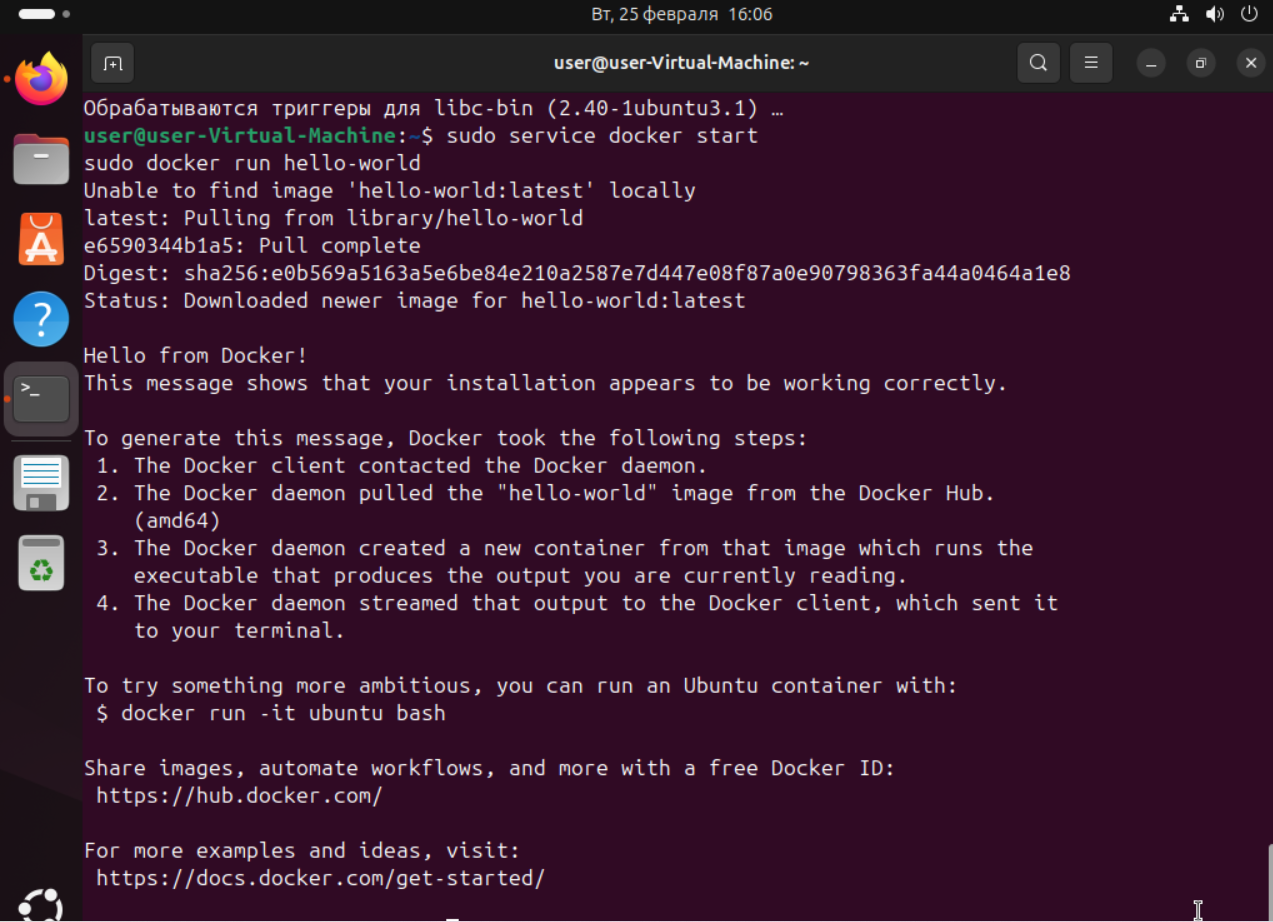 Вт, 25 февраля 16:06
user@user-Virtual-Machine: ~
Обрабатываются триггеры для libc-bin (2.40-1ubuntu3.1) …
user@user-Virtual-Machine:~$ sudo service docker start
sudo docker run hello-world
Unable to find image 'hello-world:latest' locally
latest: Pulling from library/hello-world
e6590344b1a5: Pull complete
Digest: sha256:e0b569a5163a5e6be84e210a2587e7d447e08f87a0e90798363fa44a0464a1e8
Status: Downloaded newer image for hello-world:latest
Hello from Docker!
This message shows that your installation appears to be working correctly.
To generate this message, Docker took the following steps:
1. The Docker client contacted the Docker daemon.
2. The Docker daemon pulled the "hello-world" image from the Docker Hub.
(amd64)
3. The Docker daemon created a new container from that image which runs the
executable that produces the output you are currently reading.
4. The Docker daemon streamed that output to the Docker client, which sent it
to your terminal.
To try something more ambitious, you can run an Ubuntu container with:
$ docker run -it ubuntu bash
Share images, automate workflows, and more with a free Docker ID:
https://hub.docker.com/
For more examples and ideas, visit:
https://docs.docker.com/get-started/